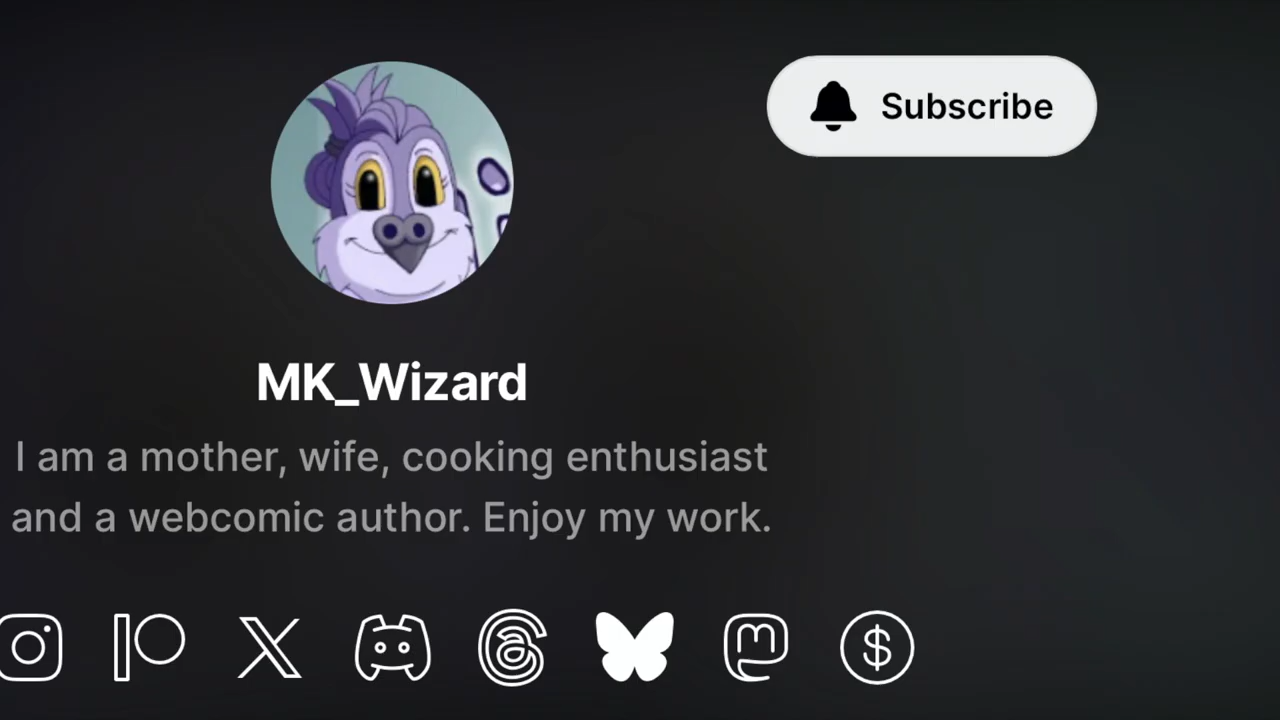 Subscribe
MK_Wizard
I am a mother, wife, cooking enthusiast
and a webcomic author. Enjoy my work.